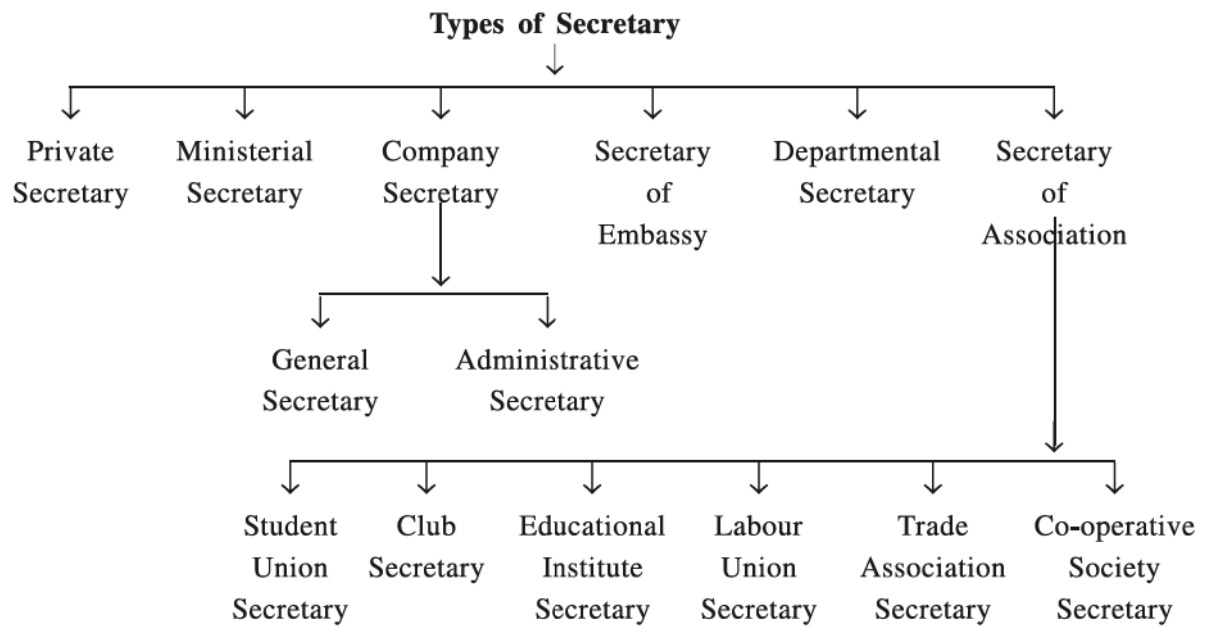 Types of Secretary
Private
Secretary
Ministerial
Secretary
Company
Secretary
Secretary
of
Embassy
Departmental
Secretary
Secretary
of
Association
General
Secretary
Administrative
Secretary
Student
Union
Secretary
Club
Secretary
Educational
Institute
Secretary
Labour
Union
Secretary
Trade
Association
Secretary
Co-operative
Society
Secretary